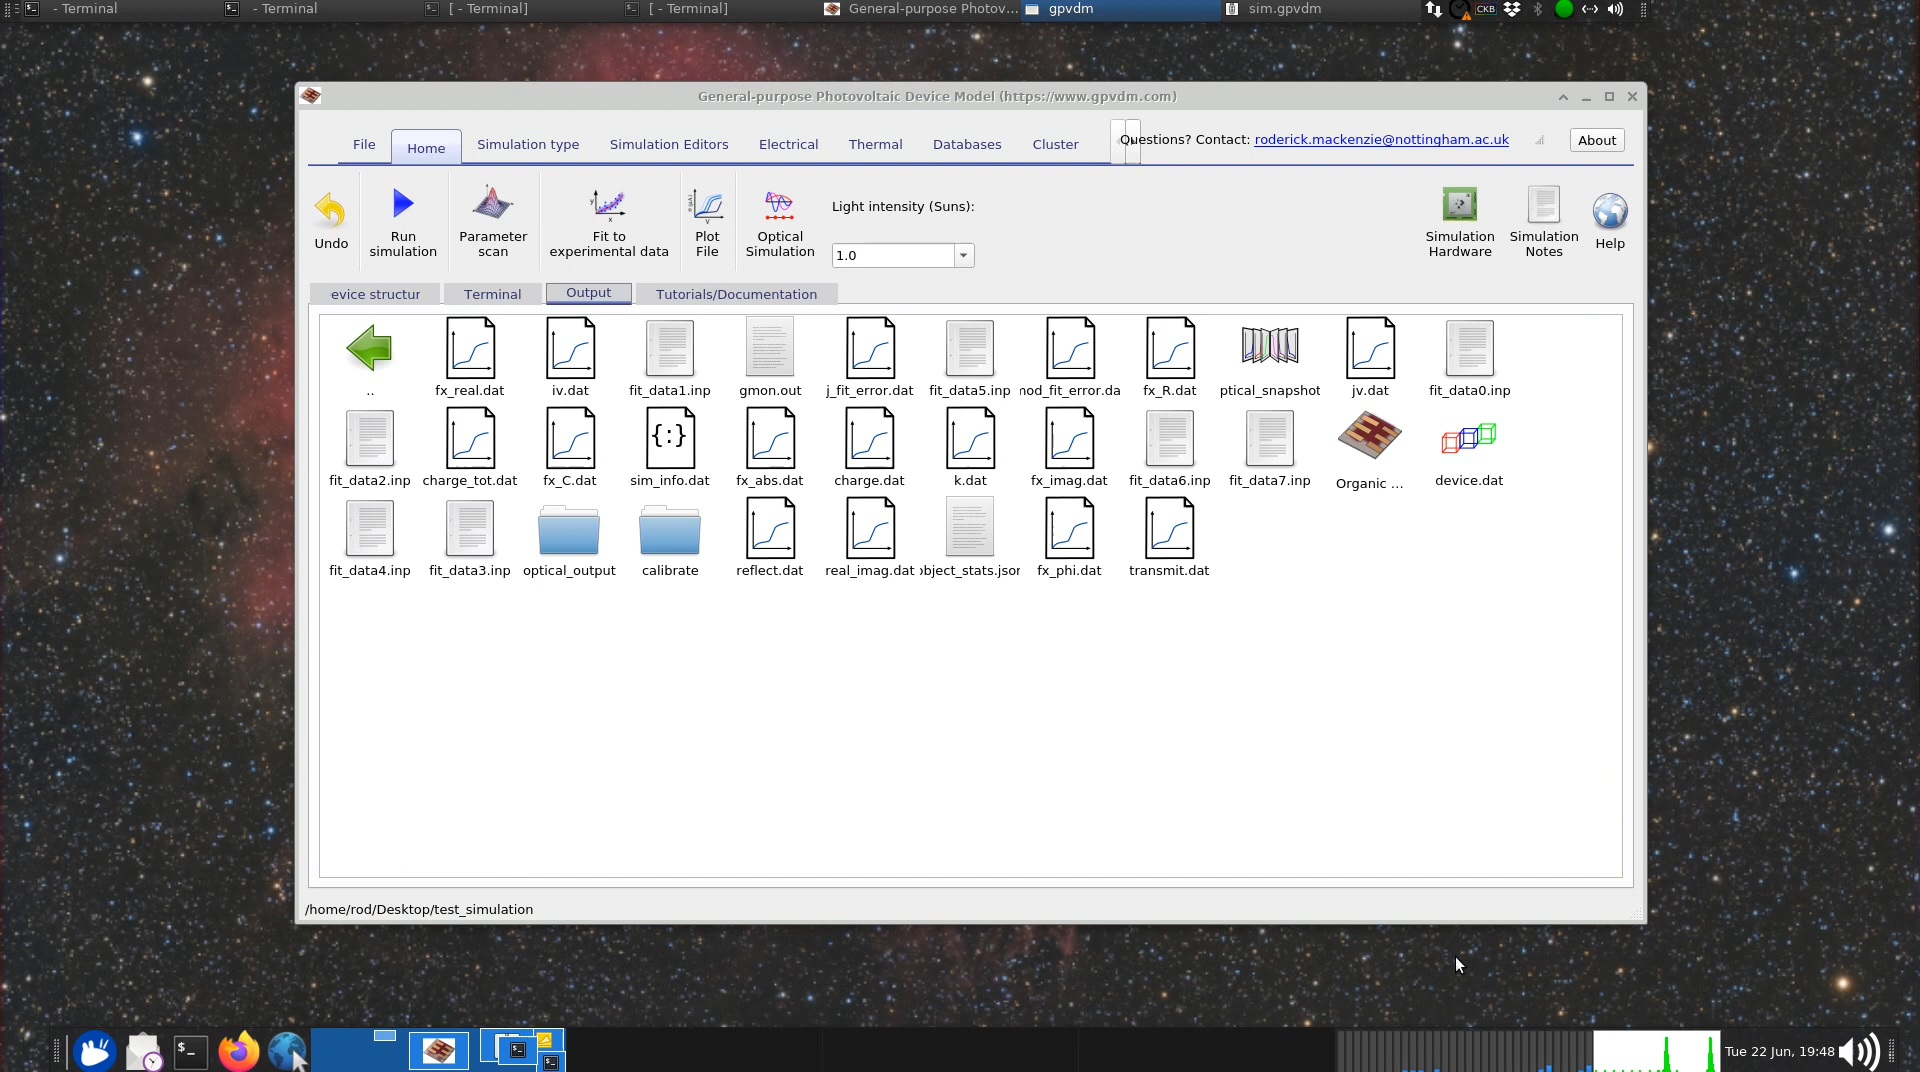 - Terminal
- Terminal
[ - Terminal]
[ - Terminal]
General-purpose Photov...
gpvdm
sim.gpvdm
CKB
General-purpose Photovoltaic Device Model (https://www.gpvdm.com)
File
Home
Simulation type
Simulation Editors
Electrical
Thermal
Databases
Cluster
Questions? Contact: roderick.mackenzie@nottingham.ac.uk
About
Undo
Run
simulation
Parameter
scan
Fit to
experimental data
Plot
File
Optical
Simulation
Light intensity (Suns):
1.0
Simulation
Hardware
Simulation
Notes
Help
evice structur
Terminal
Output
Tutorials/Documentation
..
fx_real.dat
iv.dat
fit_data1.inp
gmon.out
j_fit_error.dat
fit_data5.inp
nod_fit_error.da
fx_R.dat
ptical_snapshot
jv.dat
fit_data0.inp
{:}
fit_data2.inp
charge_tot.dat
fx_C.dat
sim_info.dat
fx_abs.dat
charge.dat
k.dat
fx_imag.dat
fit_data6.inp
fit_data7.inp
Organic ...
device.dat
fit_data4.inp
fit_data3.inp
optical_output
calibrate
reflect.dat
real_imag.dat
object_stats.json
fx_phi.dat
transmit.dat
/home/rod/Desktop/test_simulation
Tue 22 Jun, 19:48